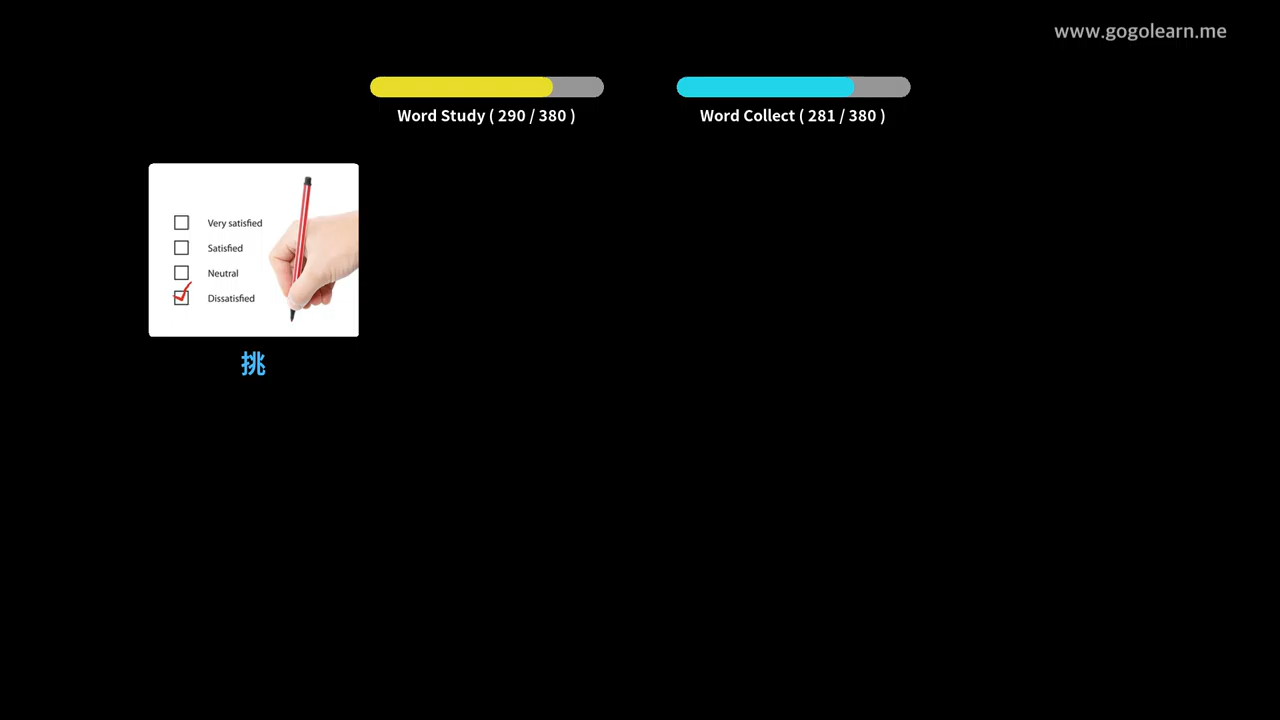 www.gogolearn.me
Word Study ( 290 / 380 )
Word Collect ( 281 / 380 )
Very satisfied
Satisfied
Neutral
Dissatisfied
挑